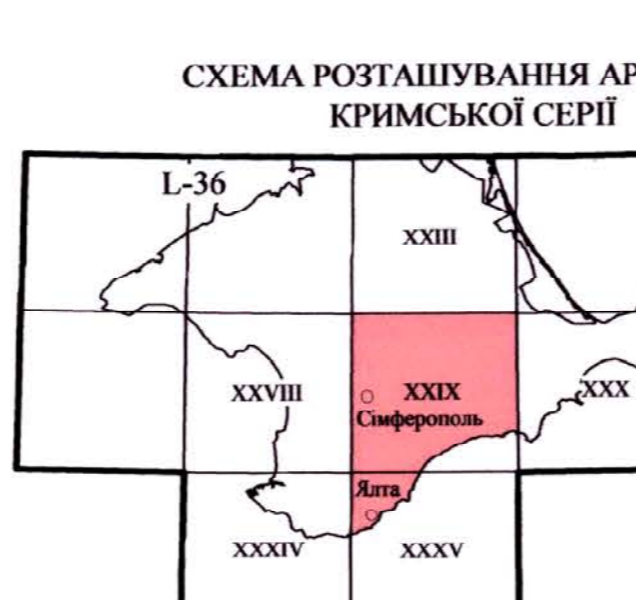 СХЕМА РОЗТАШУВАННЯ АР
КРИМСЬКОЇ СЕРІЇ
L-36
XXIII
XXVIII
XXIX
XXX
Сімферополь
Ялта
XXXIV
XXXV